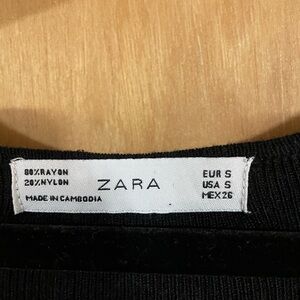 80%RAYON
20%NYLON
MADE IN CAMBODIA
ZARA
EUR S
USA S
MEX 26